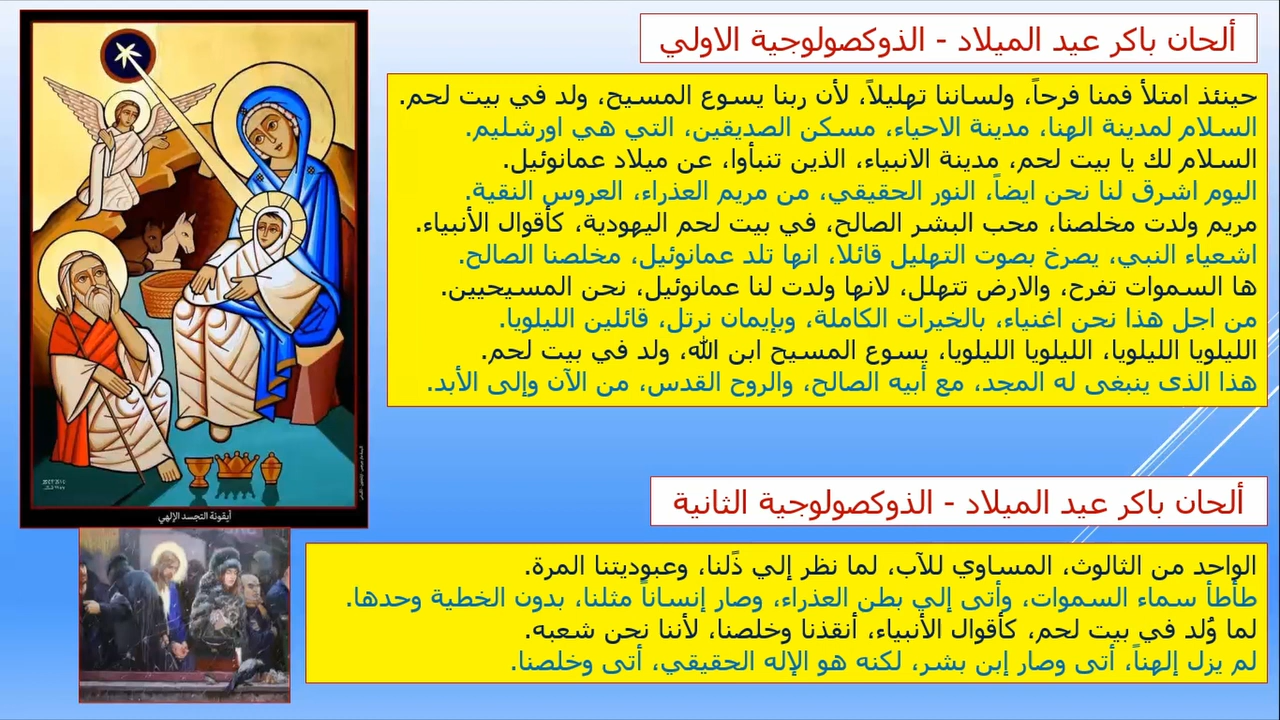 ألحان باكر عيد الميلاد - الذوكصولوجية الاولي
حينئذ امتلأ فمنا فرحاً، ولساننا تهليلاً، لأن ربنا يسوع المسيح، ولد في بيت لحم.
السلام لمدينة الهنا، مدينة الاحياء، مسكن الصديقين، التي هي اورشليم.
السلام لك يا بيت لحم، مدينة الانبياء، الذين تنبأوا، عن ميلاد عمانوئيل.
اليوم اشرق لنا نحن ايضاً، النور الحقيقي، من مريم العذراء، العروس النقية.
مريم ولدت مخلصنا، محب البشر الصالح، في بيت لحم اليهودية، كأقوال الأنبياء.
اشعياء النبي، يصرخ بصوت التهليل قائلا، انها تلد عمانوئيل، مخلصنا الصالح.
ها السموات تفرح، والارض تتهلل، لانها ولدت لنا عمانوئيل، نحن المسيحيين.
من اجل هذا نحن اغنياء، بالخيرات الكاملة، وبإيمان نرتل، قائلين الليلويا.
الليلويا الليلويا، الليلويا الليلويا، يسوع المسيح ابن الله، ولد في بيت لحم.
هذا الذى ينبغى له المجد، مع أبيه الصالح، والروح القدس، من الآن وإلى الأبد.
أيقونة التجسد الإلهي
ألحان باكر عيد الميلاد - الذوكصولوجية الثانية
الواحد من الثالوث، المساوي للآب، لما نظر إلي ذًلنا، وعبوديتنا المرة.
طأطأ سماء السموات، وأتى إلي بطن العذراء، وصار إنساناً مثلنا، بدون الخطية وحدها.
لما وُلد في بيت لحم، كأقوال الأنبياء، أنقذنا وخلصنا، لأننا نحن شعبه.
لم يزل إلهناً، أتى وصار إبن بشر، لكنه هو الإله الحقيقي، أتى وخلصنا.